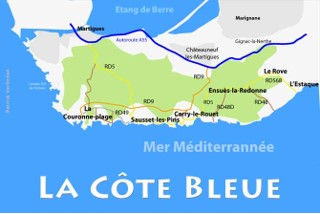 Etang de Berre
Marignane
Martigues
Autoroute A55
Gignac-la-Nerthe
Châteauneuf
les-Martigues
RD5
RD9
Le Rove
RD568
Ensuès-la-Redonne
L'Estaque
La
Couronne-plage
RD49
RD9
RD5
RD48D
RD48
Carry-le-Rouet
Sausset-les-Pins
Mer Méditerrannée
LA CÔTE BLEUE